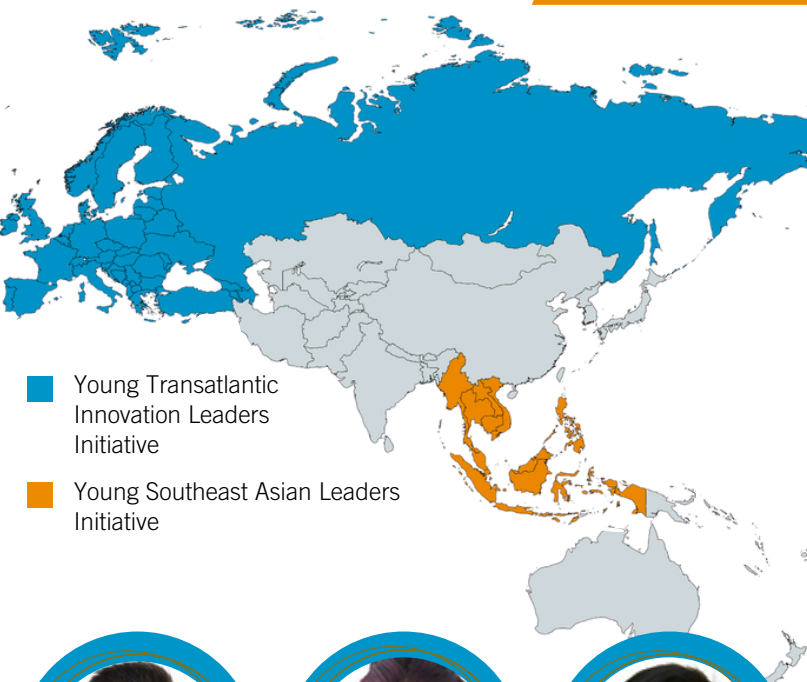 Young Transatlantic
Innovation Leaders
Initiative
Young Southeast Asian Leaders
Initiative